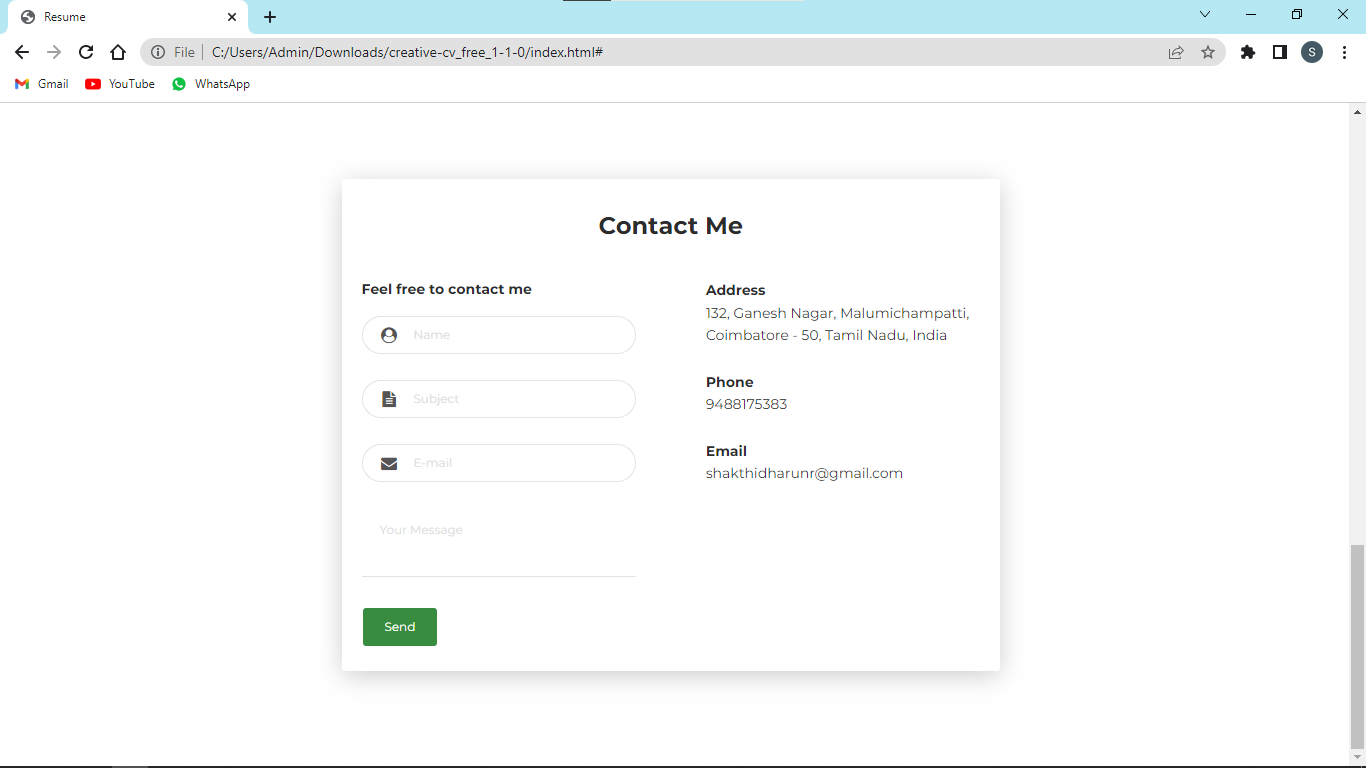 Resume
File
C:/Users/Admin/Downloads/creative-cv_free_1-1-0/index.html#
S
Gmail
YouTube
WhatsApp
Contact Me
Feel free to contact me
Name
Subject
E-mail
Your Message
Send
Address
132, Ganesh Nagar, Malumichampatti,
Coimbatore - 50, Tamil Nadu, India
Phone
9488175383
Email
shakthidharunr@gmail.com